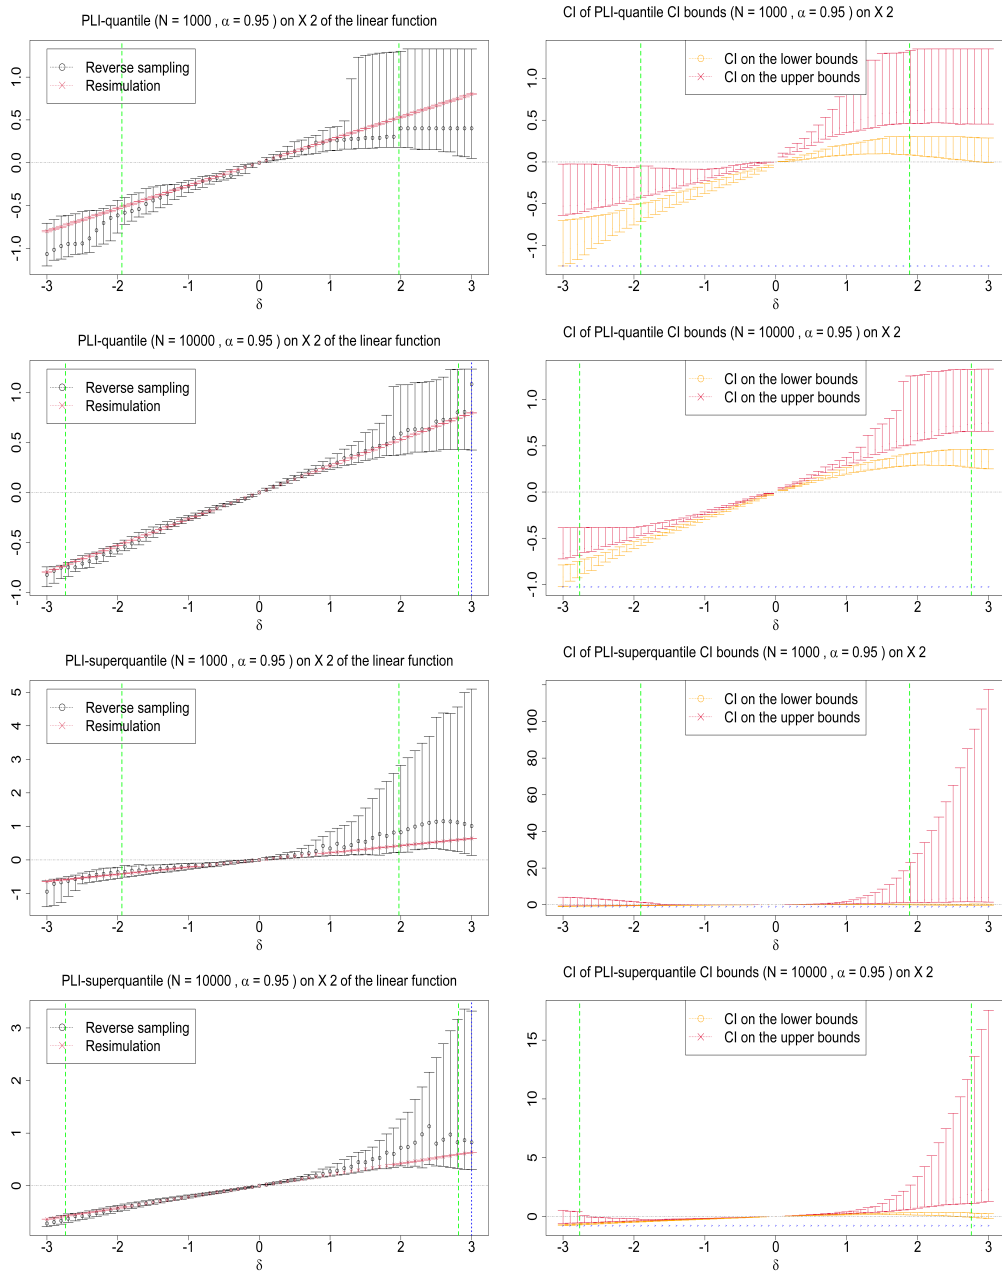 PLI-quantile (N = 1000 , α = 0.95 ) on X 2 of the linear function
Reverse sampling
Resimulation
-1.0 -0.5 0.0 0.5 1.0
-3 -2 -1 0 1 2 3
δ
CI of PLI-quantile CI bounds (N = 1000 , α = 0.95 ) on X 2
CI on the lower bounds
CI on the upper bounds
-1.0 -0.5 0.0 0.5 1.0
-3 -2 -1 0 1 2 3
δ
PLI-quantile (N = 10000 , α = 0.95 ) on X 2 of the linear function
Reverse sampling
Resimulation
-1.0 -0.5 0.0 0.5 1.0
-3 -2 -1 0 1 2 3
δ
CI of PLI-quantile CI bounds (N = 10000 , α = 0.95 ) on X 2
CI on the lower bounds
CI on the upper bounds
-1.0 -0.5 0.0 0.5 1.0
-3 -2 -1 0 1 2 3
δ
PLI-superquantile (N = 1000 , α = 0.95 ) on X 2 of the linear function
Reverse sampling
Resimulation
-1 0 1 2 3 4 5
-3 -2 -1 0 1 2 3
δ
CI of PLI-superquantile CI bounds (N = 1000 , α = 0.95 ) on X 2
CI on the lower bounds
CI on the upper bounds
0 20 40 60 80 100
-3 -2 -1 0 1 2 3
δ
PLI-superquantile (N = 10000 , α = 0.95 ) on X 2 of the linear function
Reverse sampling
Resimulation
0 1 2 3
-3 -2 -1 0 1 2 3
δ
CI of PLI-superquantile CI bounds (N = 10000 , α = 0.95 ) on X 2
CI on the lower bounds
CI on the upper bounds
0 5 10 15
-3 -2 -1 0 1 2 3
δ